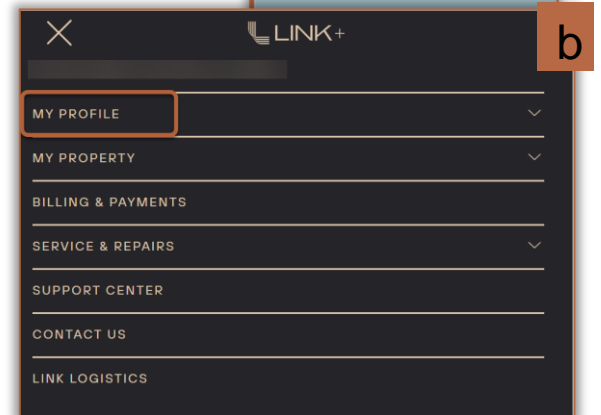 LINK+
b
MY PROFILE
MY PROPERTY
BILLING & PAYMENTS
SERVICE & REPAIRS
SUPPORT CENTER
CONTACT US
LINK LOGISTICS